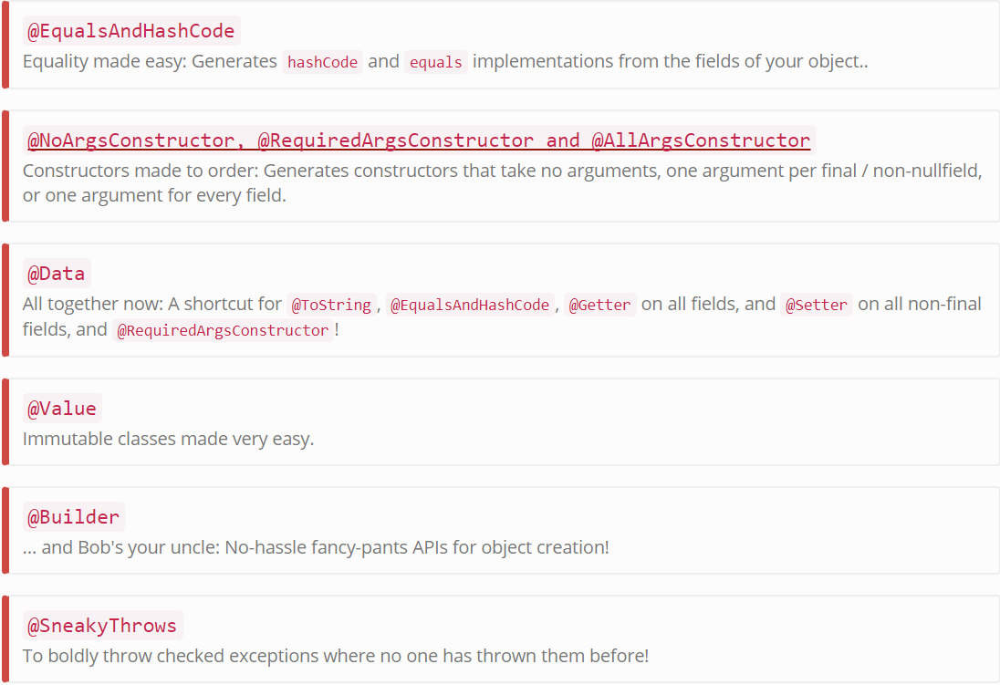 @EqualsAndHashCode
Equality made easy: Generates hashCode and equals implementations from the fields of your object..
@NoArgsConstructor, @RequiredArgsConstructor and @AllArgsConstructor
Constructors made to order: Generates constructors that take no arguments, one argument per final / non-nullfield,
or one argument for every field.
@Data
All together now: A shortcut for @ToString, @EqualsAndHashCode, @Getter on all fields, and @Setter on all non-final
fields, and @RequiredArgsConstructor!
@Value
Immutable classes made very easy.
@Builder
... and Bob's your uncle: No-hassle fancy-pants APIs for object creation!
@SneakyThrows
To boldly throw checked exceptions where no one has thrown them before!